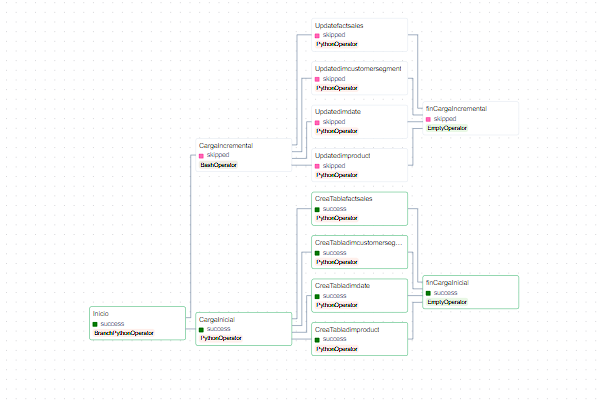 Updatefactsales
skipped
PythonOperator
Updatedimcustomersegment
skipped
PythonOperator
finCargaIncremental
skipped
EmptyOperator
Updatedimdate
skipped
PythonOperator
CargaIncremental
skipped
BashOperator
Updatedimproduct
skipped
PythonOperator
CreaTablefactsales
success
PythonOperator
CreaTabladimcustomerseg...
success
PythonOperator
finCargaInicial
success
EmptyOperator
CreaTabladimdate
success
PythonOperator
Inicio
success
BranchPythonOperator
CargaInicial
success
PythonOperator
CreaTabladimproduct
success
PythonOperator